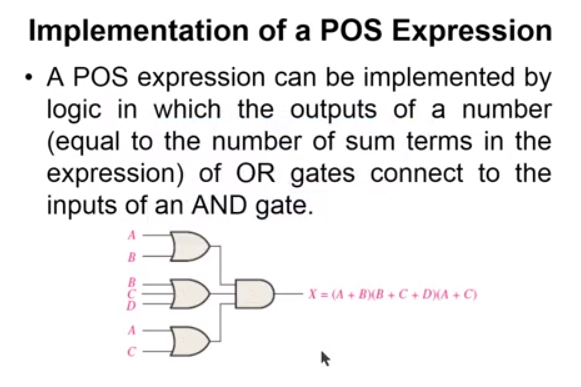 Implementation of a POS Expression
• A POS expression can be implemented by
logic in which the outputs of a number
(equal to the number of sum terms in the
expression) of OR gates connect to the
inputs of an AND gate.
A
B
B
C
D
A
C
X = (A + B)(B + C + D)(A + C)